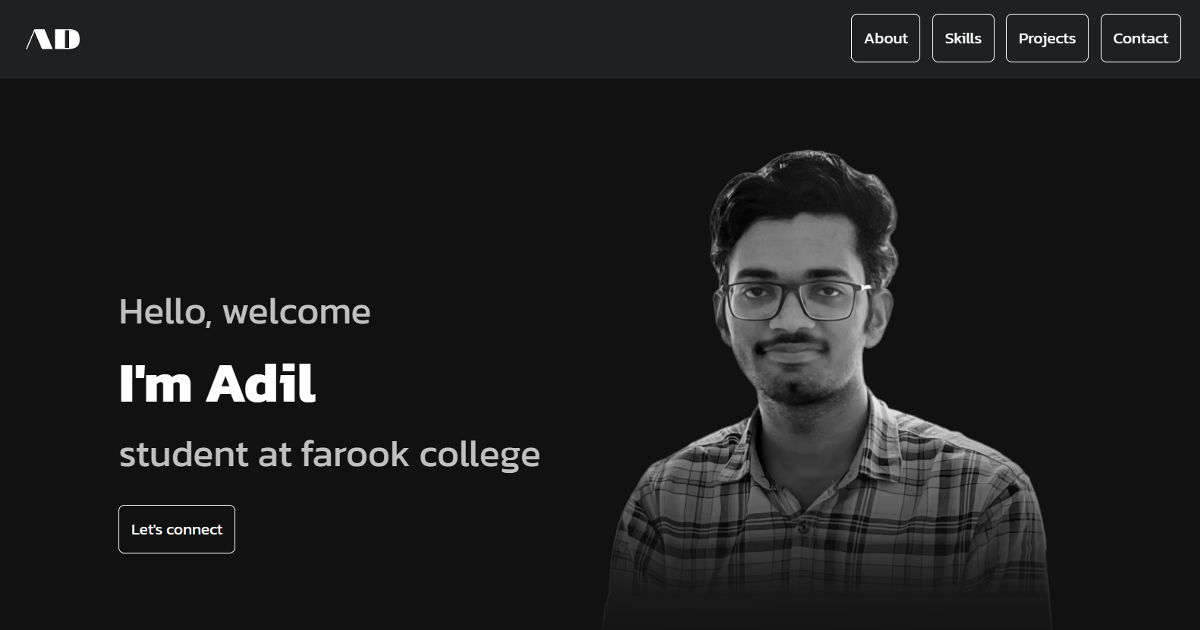 AD
About
Skills
Projects
Contact
Hello, welcome
I'm Adil
student at farook college
Let's connect